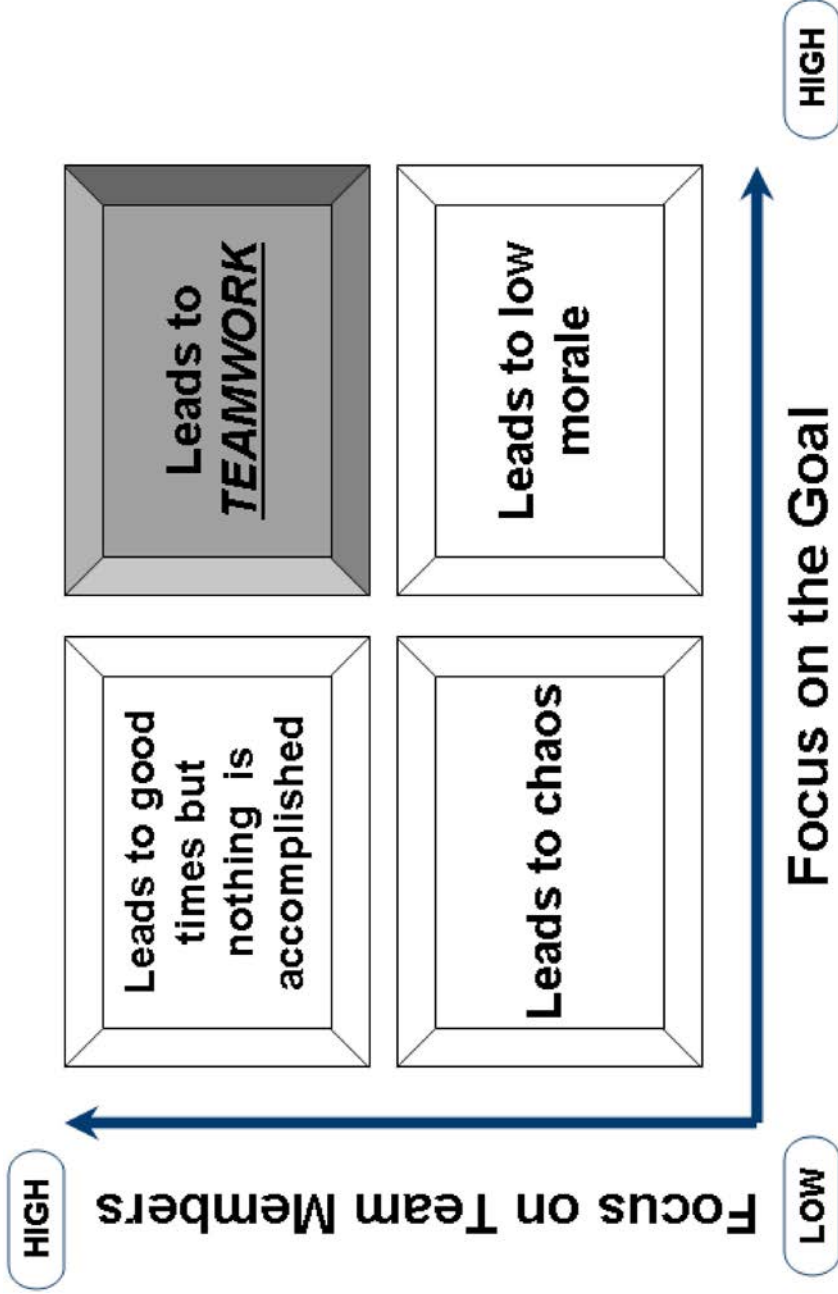 HIGH
Focus on Team Members
Leads to good
times but
nothing is
accomplished
Leads to
TEAMWORK
Leads to chaos
Leads to low
morale
LOW
Focus on the Goal
HIGH